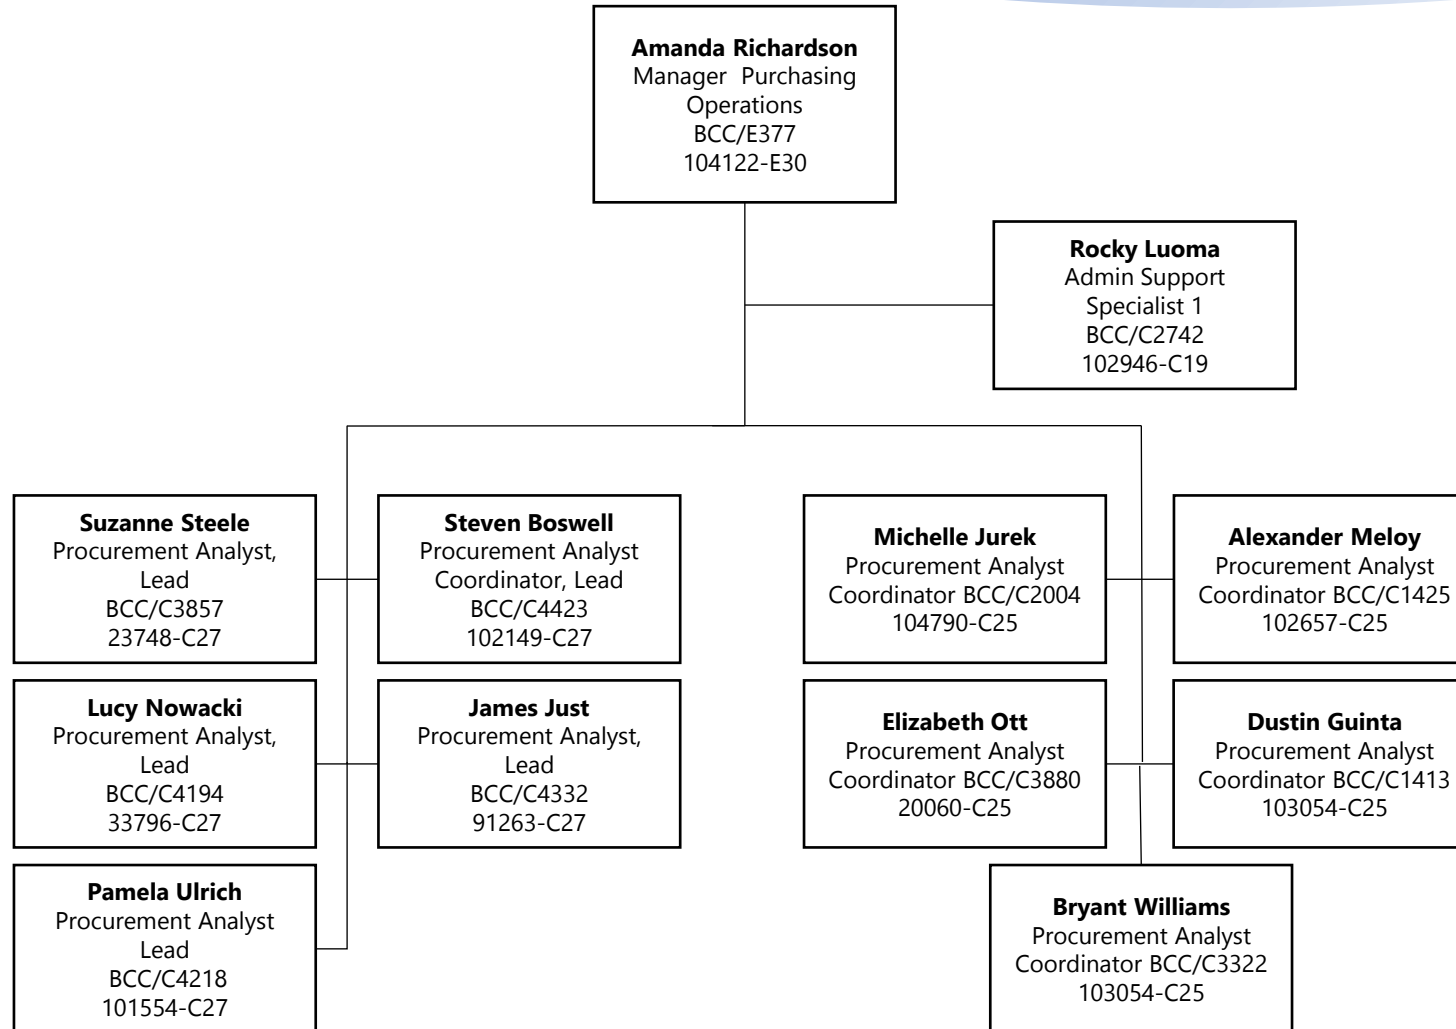 Amanda Richardson
Manager Purchasing
Operations
BCC/E377
104122-E30
Rocky Luoma
Admin Support
Specialist 1
BCC/C2742
102946-C19
Suzanne Steele
Procurement Analyst,
Lead
BCC/C3857
23748-C27
Steven Boswell
Procurement Analyst
Coordinator, Lead
BCC/C4423
102149-C27
Michelle Jurek
Procurement Analyst
Coordinator BCC/C2004
104790-C25
Alexander Meloy
Procurement Analyst
Coordinator BCC/C1425
102657-C25
Lucy Nowacki
Procurement Analyst,
Lead
BCC/C4194
33796-C27
James Just
Procurement Analyst,
Lead
BCC/C4332
91263-C27
Elizabeth Ott
Procurement Analyst
Coordinator BCC/C3880
20060-C25
Dustin Guinta
Procurement Analyst
Coordinator BCC/C1413
103054-C25
Pamela Ulrich
Procurement Analyst
Lead
BCC/C4218
101554-C27
Bryant Williams
Procurement Analyst
Coordinator BCC/C3322
103054-C25